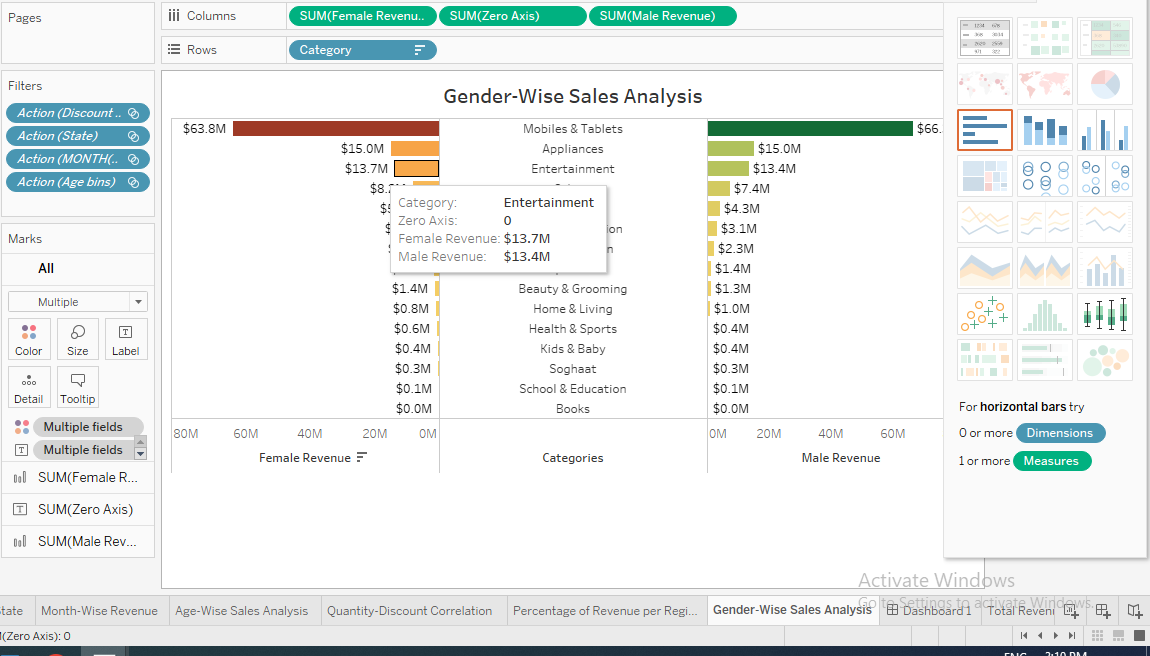 Pages
Columns
SUM(Female Revenu..
SUM(Zero Axis)
SUM(Male Revenue)
Rows
Category
Filters
Action (Discount ..
Action (State)
Action (MONTH(..
Action (Age bins)
Marks
All
Multiple
Color
Size
Label
Detail
Tooltip
Multiple fields
Multiple fields
SUM(Female R...
SUM(Zero Axis)
SUM(Male Rev...
Gender-Wise Sales Analysis
$63.8M Mobiles & Tablets $66.
$15.0M Appliances $15.0M
$13.7M Entertainment $13.4M
$8. $7.4M
$4.3M
on $3.1M
n $2.3M
$1.4M
$1.4M Beauty & Grooming $1.3M
$0.8M Home & Living $1.0M
$0.6M Health & Sports $0.4M
$0.4M Kids & Baby $0.4M
$0.3M Soghaat $0.3M
$0.1M School & Education $0.1M
$0.0M Books $0.0M
80M 60M 40M 20M 0M 0M 20M 40M 60M
Female Revenue Categories Male Revenue
Category: Entertainment
Zero Axis: 0
Female Revenue: $13.7M
Male Revenue: $13.4M
For horizontal bars try
0 or more Dimensions
1 or more Measures
Activate Windows
Go to Settings to activate Windows.
tate
Month-Wise Revenue
Age-Wise Sales Analysis
Quantity-Discount Correlation
Percentage of Revenue per Regi...
Gender-Wise Sales Analysis
Dashboard 1
Total Revenu
(Zero Axis): 0
ENG 2:10 PM